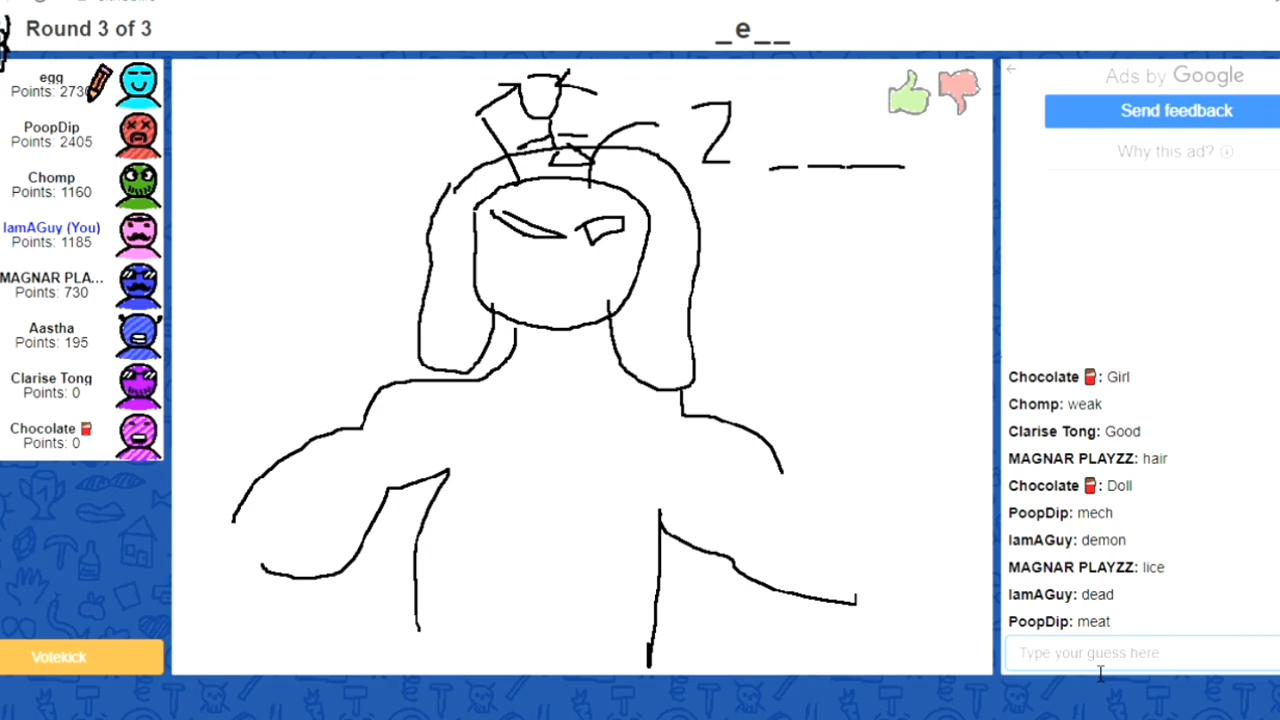 Round 3 of 3
_e__
egg
Points: 2730
PoopDip
Points: 2405
Chomp
Points: 1160
IamAGuy (You)
Points: 1185
MAGNAR PLA...
Points: 730
Aastha
Points: 195
Clarise Tong
Points: 0
Chocolate
Points: 0
Votekick
2 _ _ _ _
Ads by Google
Send feedback
Why this ad?
Chocolate : Girl
Chomp: weak
Clarise Tong: Good
MAGNAR PLAYZZ: hair
Chocolate : Doll
PoopDip: mech
IamAGuy: demon
MAGNAR PLAYZZ: lice
IamAGuy: dead
PoopDip: meat
Type your guess here